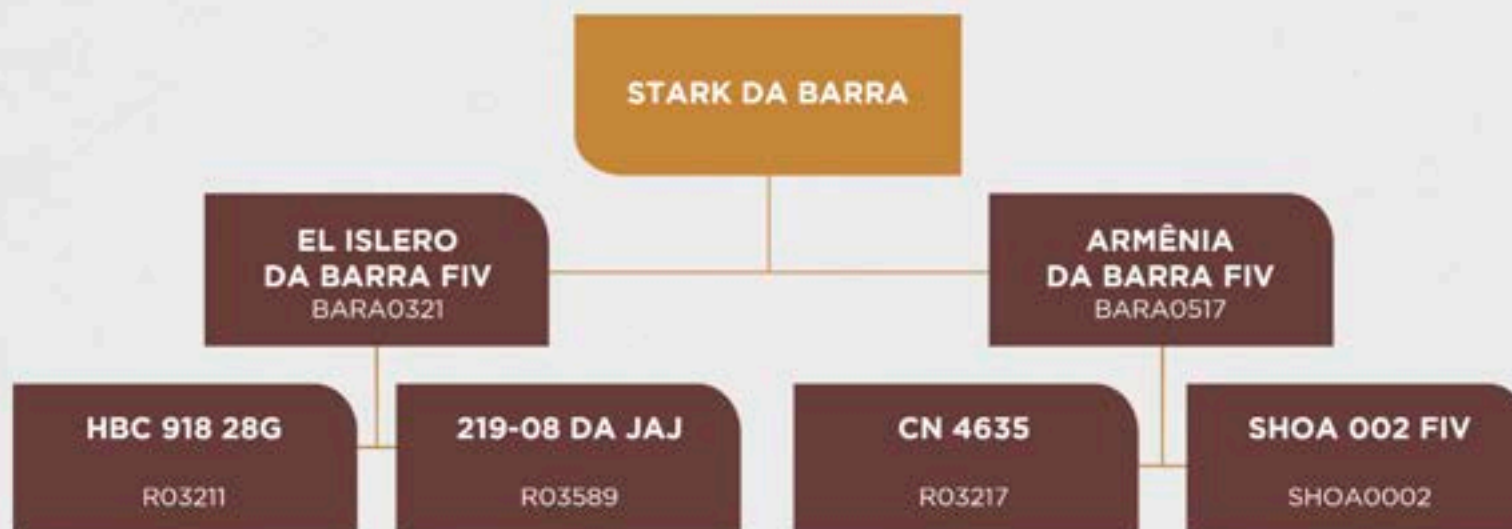 STARK DA BARRA
EL ISLERO
DA BARRA FIV
BARA0321
ARMÊNIA
DA BARRA FIV
BARA0517
HBC 918 28G
R03211
219-08 DA JAJ
R03589
CN 4635
R03217
SHOA 002 FIV
SHOA0002